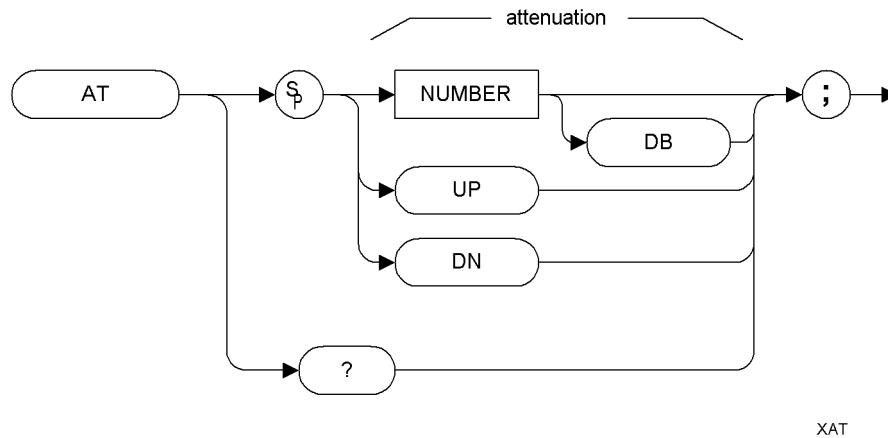 attenuation
AT
SP
NUMBER
;
DB
UP
DN
?
XAT